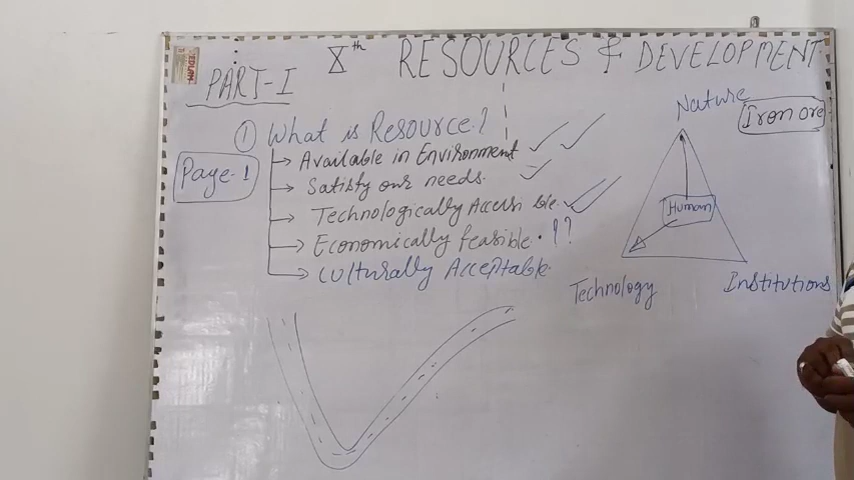 Xth RESOURCES & DEVELOPMENT
PART-I
① What is Resource?
Page-1
→ Available in Environment
→ Satisfy our needs.
→ Technologically Accessible.
→ Economically feasible. ??
→ Culturally Acceptable.
Nature
Iron ore
Human
Technology
Institutions